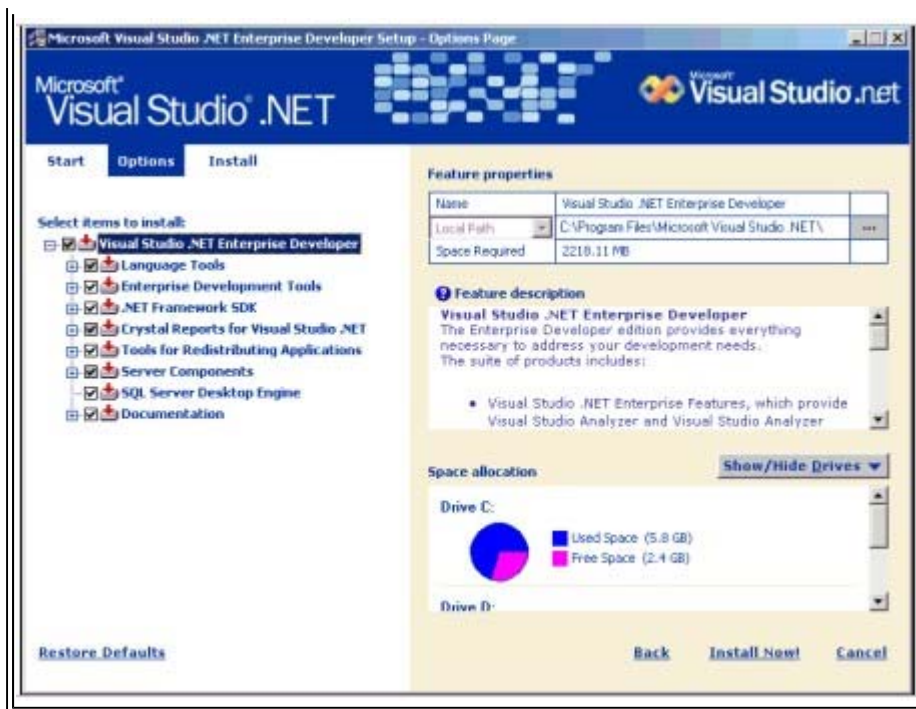 Microsoft Visual Studio .NET Enterprise Developer Setup - Options Page
Microsoft
Visual Studio .NET
Microsoft
Visual Studio.net
Start Options Install
Select items to install:
Visual Studio .NET Enterprise Developer
Language Tools
Enterprise Development Tools
.NET Framework SDK
Crystal Reports for Visual Studio .NET
Tools for Redistributing Applications
Server Components
SQL Server Desktop Engine
Documentation
Restore Defaults
Feature properties
Name Visual Studio .NET Enterprise Developer
Local Path C:\Program Files\Microsoft Visual Studio .NET\ ...
Space Required 2218.11 MB
Feature description
Visual Studio .NET Enterprise Developer
The Enterprise Developer edition provides everything
necessary to address your development needs.
The suite of products includes:
• Visual Studio .NET Enterprise Features, which provide
Visual Studio Analyzer and Visual Studio Analyzer
Space allocation
Show/Hide Drives
Drive C:
Used Space (5.8 GB)
Free Space (2.4 GB)
Drive D:
Back Install Now! Cancel